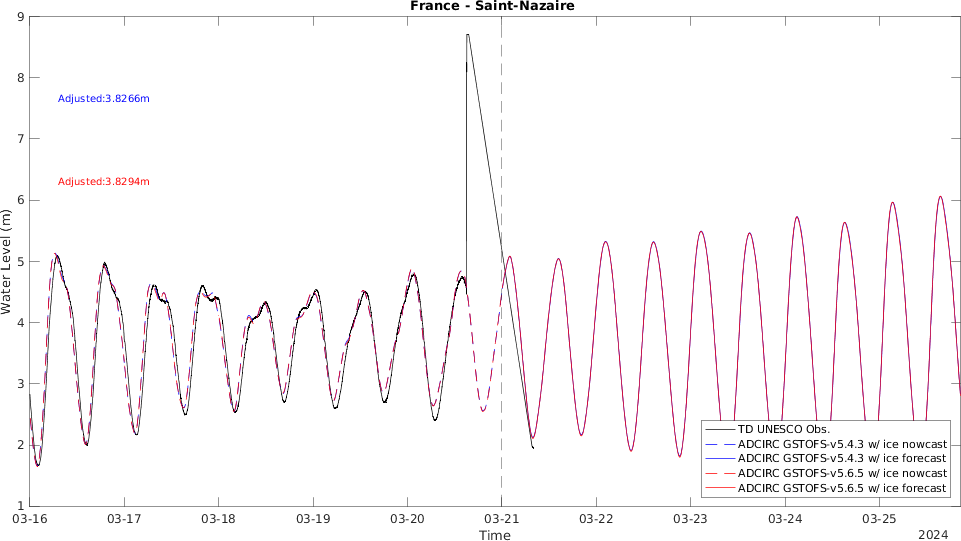 France - Saint-Nazaire
9
8
7
6
5
4
3
2
1
Water Level (m)
Adjusted:3.8266m
Adjusted:3.8294m
TD UNESCO Obs.
ADCIRC GSTOFS-v5.4.3 w/ ice nowcast
ADCIRC GSTOFS-v5.4.3 w/ ice forecast
ADCIRC GSTOFS-v5.6.5 w/ ice nowcast
ADCIRC GSTOFS-v5.6.5 w/ ice forecast
03-16 03-17 03-18 03-19 03-20 03-21 03-22 03-23 03-24 03-25
Time
2024